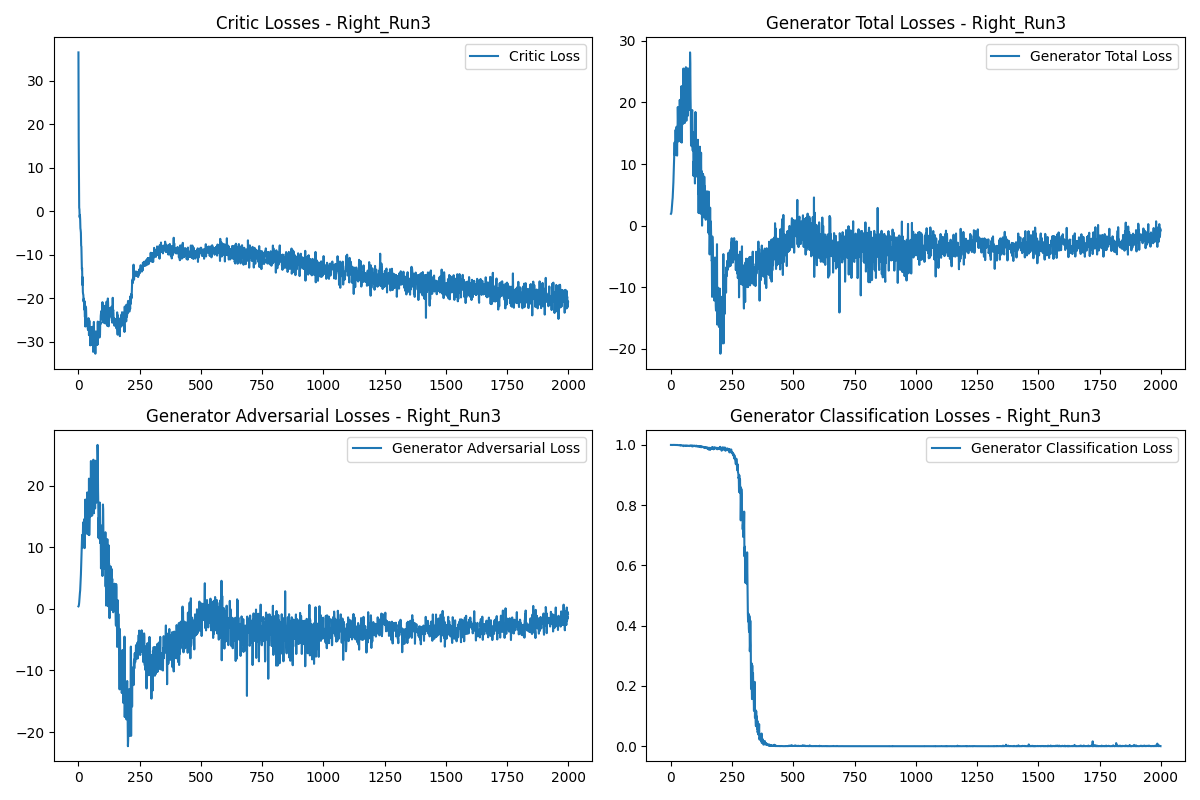 Critic Losses - Right_Run3
Critic Loss
30
20
10
0
−10
−20
−30
0 250 500 750 1000 1250 1500 1750 2000
Generator Total Losses - Right_Run3
Generator Total Loss
30
20
10
0
−10
−20
0 250 500 750 1000 1250 1500 1750 2000
Generator Adversarial Losses - Right_Run3
Generator Adversarial Loss
20
10
0
−10
−20
0 250 500 750 1000 1250 1500 1750 2000
Generator Classification Losses - Right_Run3
Generator Classification Loss
1.0
0.8
0.6
0.4
0.2
0.0
0 250 500 750 1000 1250 1500 1750 2000